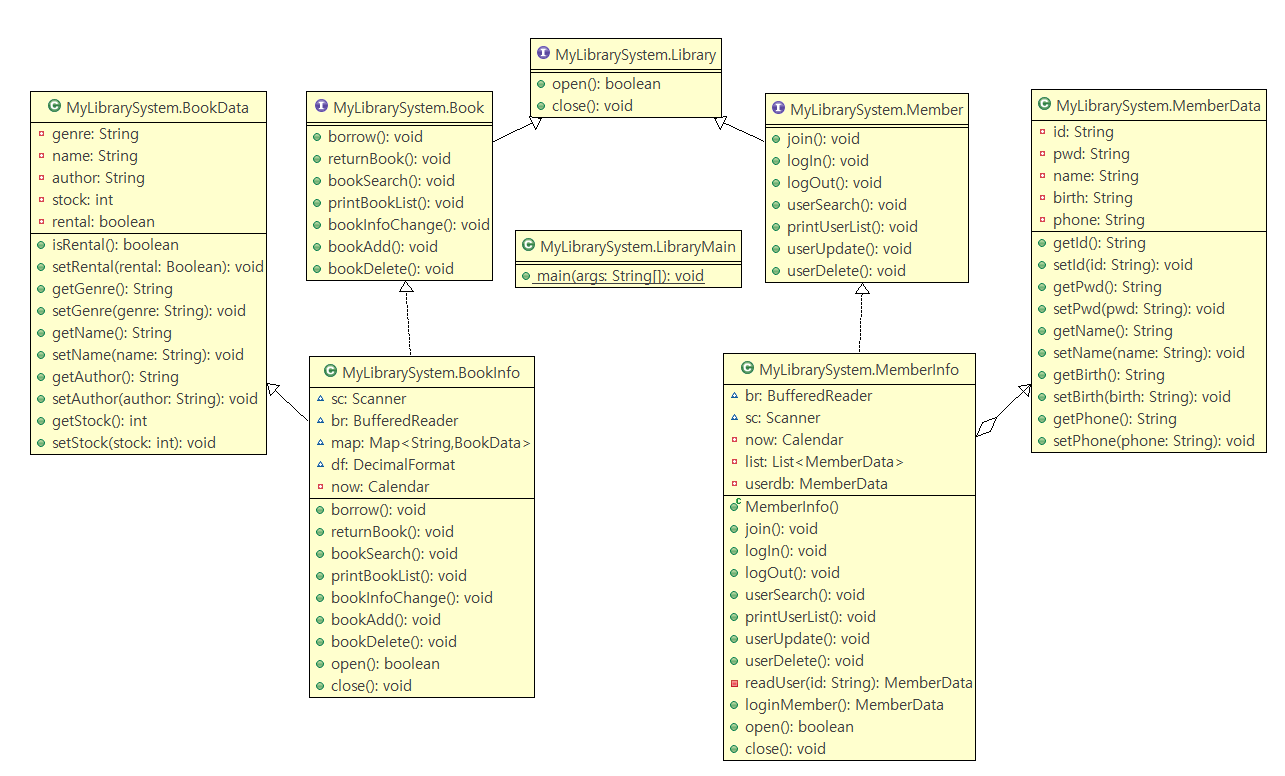 MyLibrarySystem.Library
open(): boolean
close(): void
MyLibrarySystem.BookData
genre: String
name: String
author: String
stock: int
rental: boolean
isRental(): boolean
setRental(rental: Boolean): void
getGenre(): String
setGenre(genre: String): void
getName(): String
setName(name: String): void
getAuthor(): String
setAuthor(author: String): void
getStock(): int
setStock(stock: int): void
MyLibrarySystem.Book
borrow(): void
returnBook(): void
bookSearch(): void
printBookList(): void
bookInfoChange(): void
bookAdd(): void
bookDelete(): void
MyLibrarySystem.LibraryMain
main(args: String[]): void
MyLibrarySystem.Member
join(): void
logIn(): void
logOut(): void
userSearch(): void
printUserList(): void
userUpdate(): void
userDelete(): void
MyLibrarySystem.MemberData
id: String
pwd: String
name: String
birth: String
phone: String
getId(): String
setId(id: String): void
getPwd(): String
setPwd(pwd: String): void
getName(): String
setName(name: String): void
getBirth(): String
setBirth(birth: String): void
getPhone(): String
setPhone(phone: String): void
MyLibrarySystem.BookInfo
sc: Scanner
br: BufferedReader
map: Map<String,BookData>
df: DecimalFormat
now: Calendar
borrow(): void
returnBook(): void
bookSearch(): void
printBookList(): void
bookInfoChange(): void
bookAdd(): void
bookDelete(): void
open(): boolean
close(): void
MyLibrarySystem.MemberInfo
br: BufferedReader
sc: Scanner
now: Calendar
list: List<MemberData>
userdb: MemberData
MemberInfo()
join(): void
logIn(): void
logOut(): void
userSearch(): void
printUserList(): void
userUpdate(): void
userDelete(): void
readUser(id: String): MemberData
loginMember(): MemberData
open(): boolean
close(): void